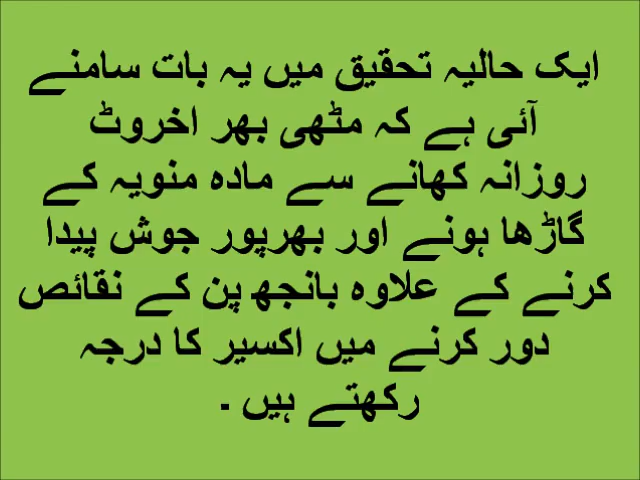 ایک حالیہ تحقیق میں یہ بات سامنے
آئی ہے کہ مٹھی بھر اخروٹ
روزانہ کھانے سے مادہ منویہ کے
گاڑھا ہونے اور بھرپور جوش پیدا
کرنے کے علاوہ بانجھ پن کے نقائص
دور کرنے میں اکسیر کا درجہ
رکھتے ہیں ۔